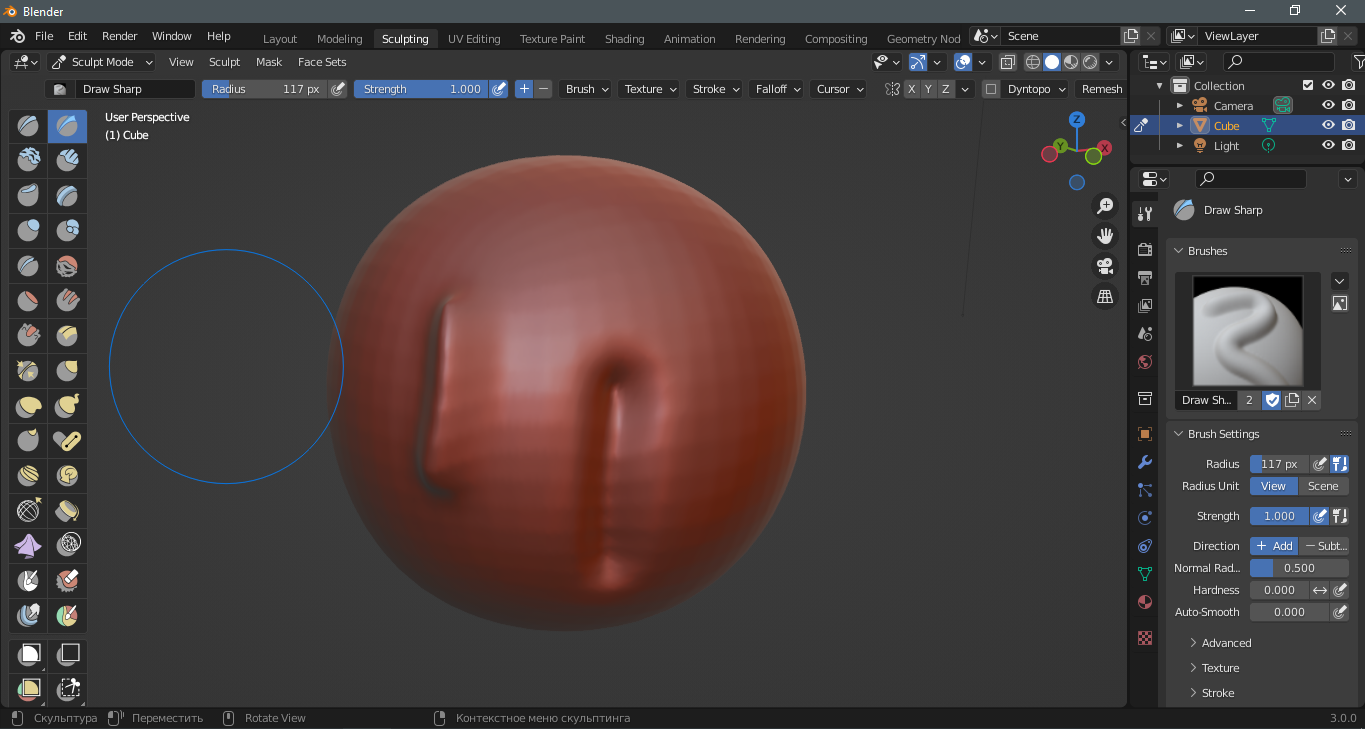 Blender
File Edit Render Window Help Layout Modeling Sculpting UV Editing Texture Paint Shading Animation Rendering Compositing Geometry Nod Scene ViewLayer
Sculpt Mode View Sculpt Mask Face Sets
Draw Sharp Radius 117 px Strength 1.000 Brush Texture Stroke Falloff Cursor X Y Z Dyntopo Remesh
User Perspective
(1) Cube
Z
Y
X
Collection
Camera
Cube
Light
Draw Sharp
Brushes
Draw Sh... 2
Brush Settings
Radius 117 px
Radius Unit View Scene
Strength 1.000
Direction + Add − Subt...
Normal Rad... 0.500
Hardness 0.000
Auto-Smooth 0.000
Advanced
Texture
Stroke
Скульптура Переместить Rotate View Контекстное меню скульптинга 3.0.0